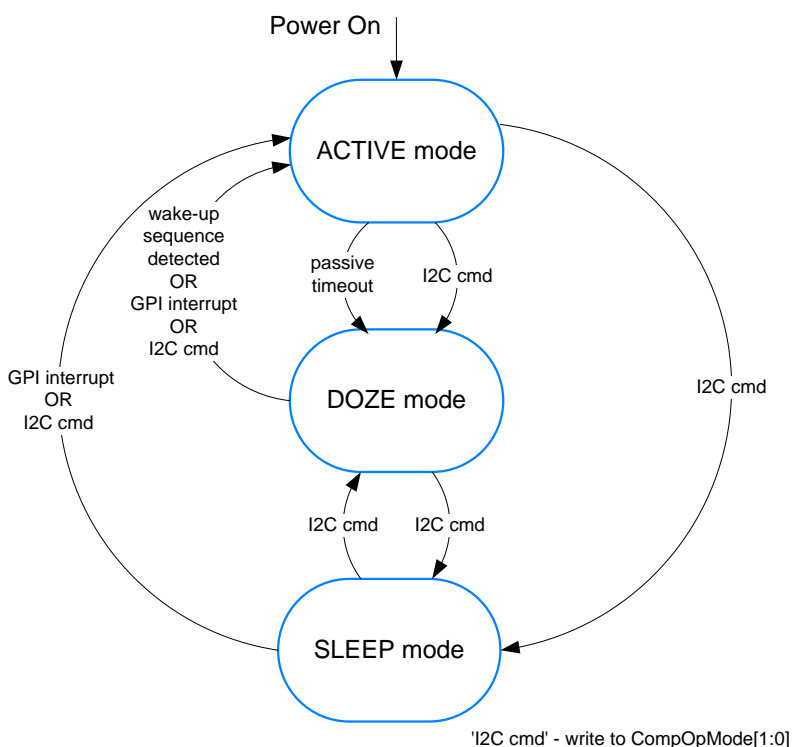 Power On
ACTIVE mode
wake-up
sequence
detected
OR
GPI interrupt
OR
I2C cmd
passive
timeout
I2C cmd
GPI interrupt
OR
I2C cmd
DOZE mode
I2C cmd
I2C cmd
I2C cmd
SLEEP mode
'I2C cmd' - write to CompOpMode[1:0]